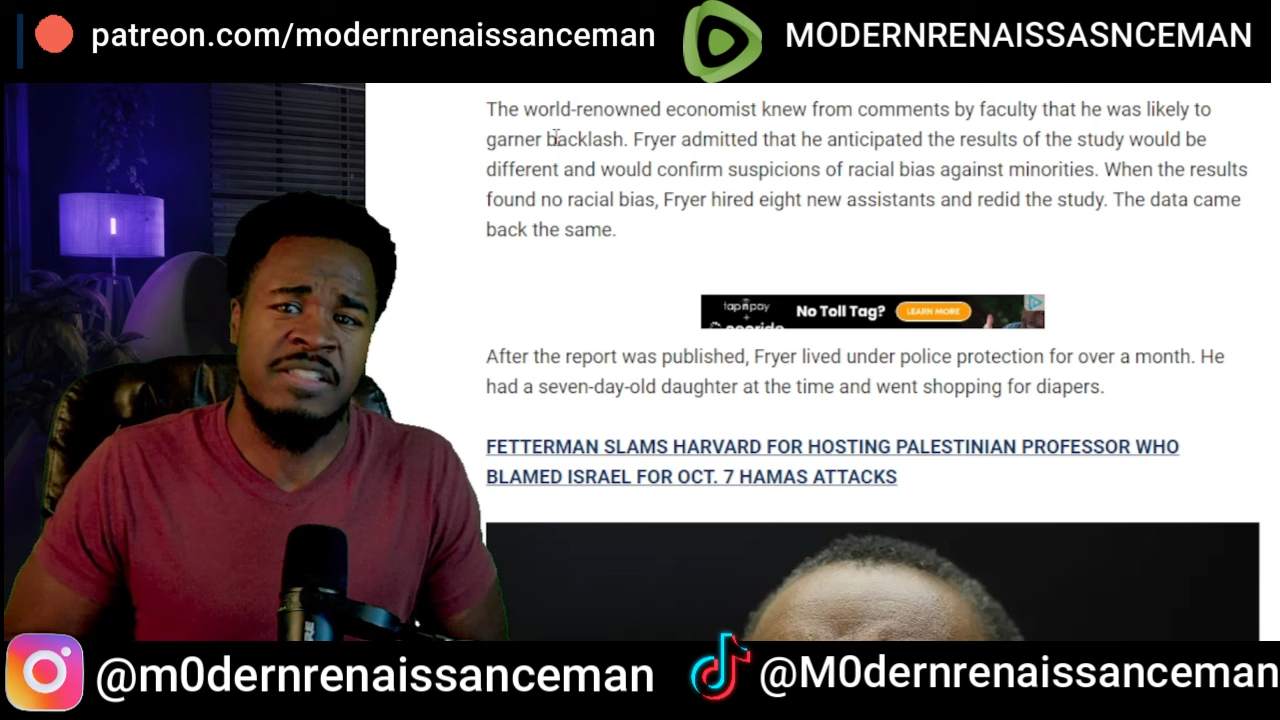 patreon.com/modernrenaissanceman
MODERNRENAISSASNCEMAN
The world-renowned economist knew from comments by faculty that he was likely to
garner backlash. Fryer admitted that he anticipated the results of the study would be
different and would confirm suspicions of racial bias against minorities. When the results
found no racial bias, Fryer hired eight new assistants and redid the study. The data came
back the same.
tap n pay
+
No Toll Tag?
LEARN MORE
After the report was published, Fryer lived under police protection for over a month. He
had a seven-day-old daughter at the time and went shopping for diapers.
FETTERMAN SLAMS HARVARD FOR HOSTING PALESTINIAN PROFESSOR WHO
BLAMED ISRAEL FOR OCT. 7 HAMAS ATTACKS
@m0dernrenaissanceman
@M0dernrenaissanceman